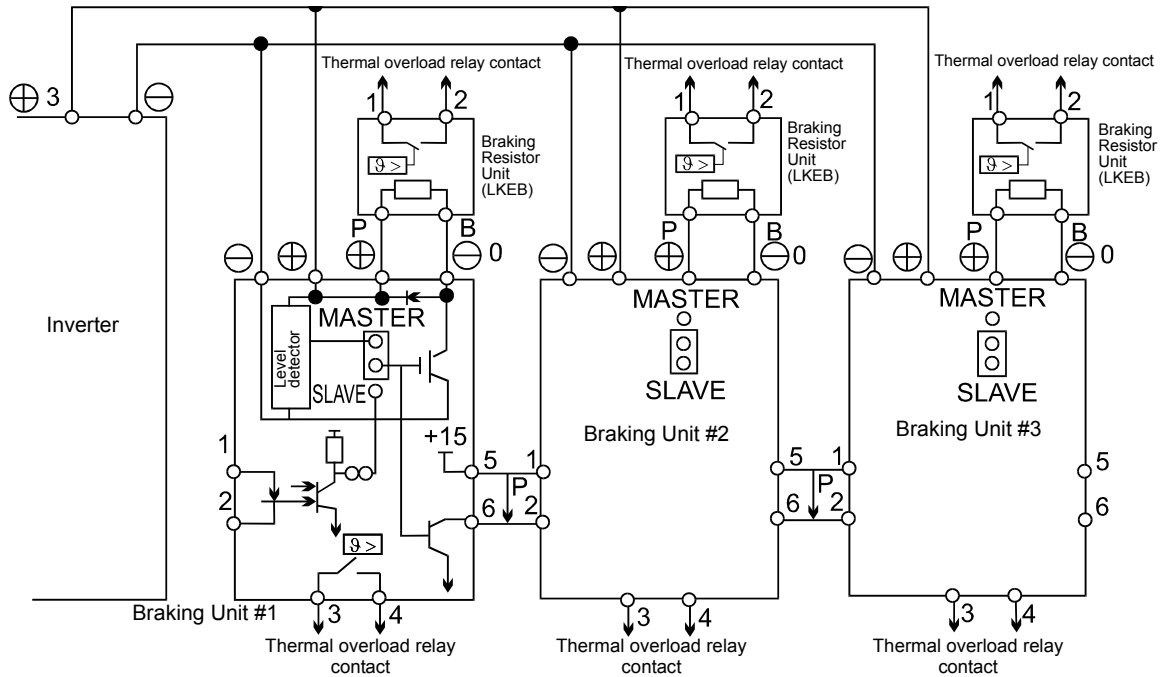 Thermal overload relay contact
Thermal overload relay contact
Thermal overload relay contact
⊕ 3 ⊖
1 2
1 2
1 2
Braking
Resistor
Unit
(LKEB)
Braking
Resistor
Unit
(LKEB)
Braking
Resistor
Unit
(LKEB)
ϑ >
ϑ >
ϑ >
P B
P B
P B
⊖ ⊕ ⊕ ⊖ 0
⊖ ⊕ ⊕ ⊖ 0
⊖ ⊕ ⊕ ⊖ 0
Inverter
MASTER
MASTER
MASTER
Level
detector
SLAVE
SLAVE
SLAVE
Braking Unit #2
Braking Unit #3
+15
1
2
5
6
P
1
2
5
6
P
1
2
5
6
ϑ >
Braking Unit #1
3 4
3 4
3 4
Thermal overload relay
contact
Thermal overload relay
contact
Thermal overload relay
contact